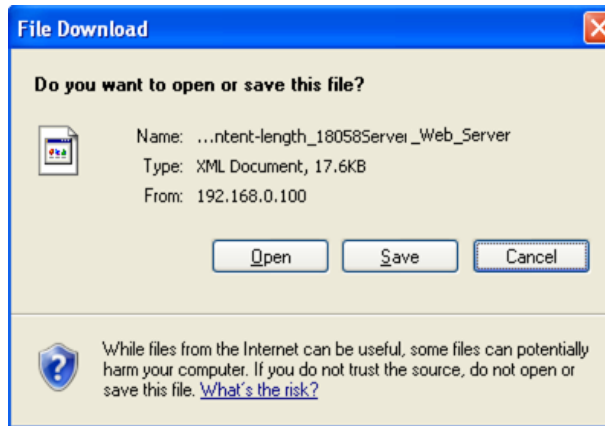 File Download
Do you want to open or save this file?
Name: ...ntent-length_18058Server_Web_Server
Type: XML Document, 17.6KB
From: 192.168.0.100
Open Save Cancel
While files from the Internet can be useful, some files can potentially
harm your computer. If you do not trust the source, do not open or
save this file. What's the risk?